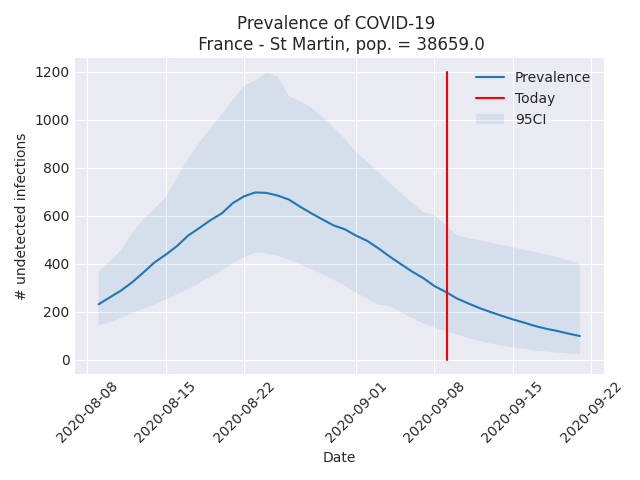 Prevalence of COVID-19
France - St Martin, pop. = 38659.0
1200
1000
800
600
400
200
0
# undetected infections
Prevalence
Today
95CI
2020-08-08
2020-08-15
2020-08-22
2020-09-01
2020-09-08
2020-09-15
2020-09-22
Date